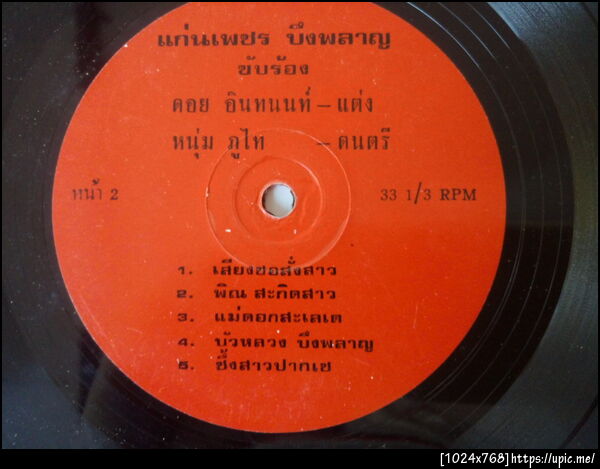 แก่นเพชร บึงพลาญ
ขับร้อง
ดอย อินทนนท์ – แต่ง
หนุ่ม ภูไท – ดนตรี
หน้า 2
33 1/3 RPM
1. เสียงซอสั่งสาว
2. พิณ สะกิดสาว
3. แม่ดอกสะเลเต
4. บัวหลวง บึงพลาญ
5. ซึ้งสาวปากเซ
[1024x768]https://upic.me/